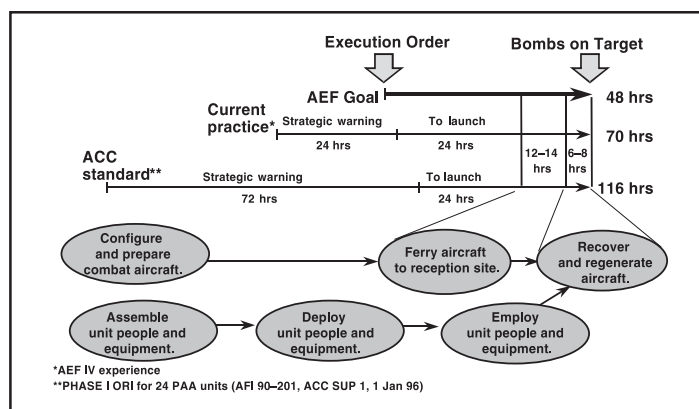 Execution Order
Bombs on Target
AEF Goal
48 hrs
Current
practice*
Strategic warning
24 hrs
To launch
24 hrs
12–14
hrs
6–8
hrs
70 hrs
ACC
standard**
Strategic warning
72 hrs
To launch
24 hrs
116 hrs
Configure
and prepare
combat aircraft.
Ferry aircraft
to reception site.
Recover
and regenerate
aircraft.
Assemble
unit people and
equipment.
Deploy
unit people and
equipment.
Employ
unit people and
equipment.
*AEF IV experience
**PHASE I ORI for 24 PAA units (AFI 90–201, ACC SUP 1, 1 Jan 96)